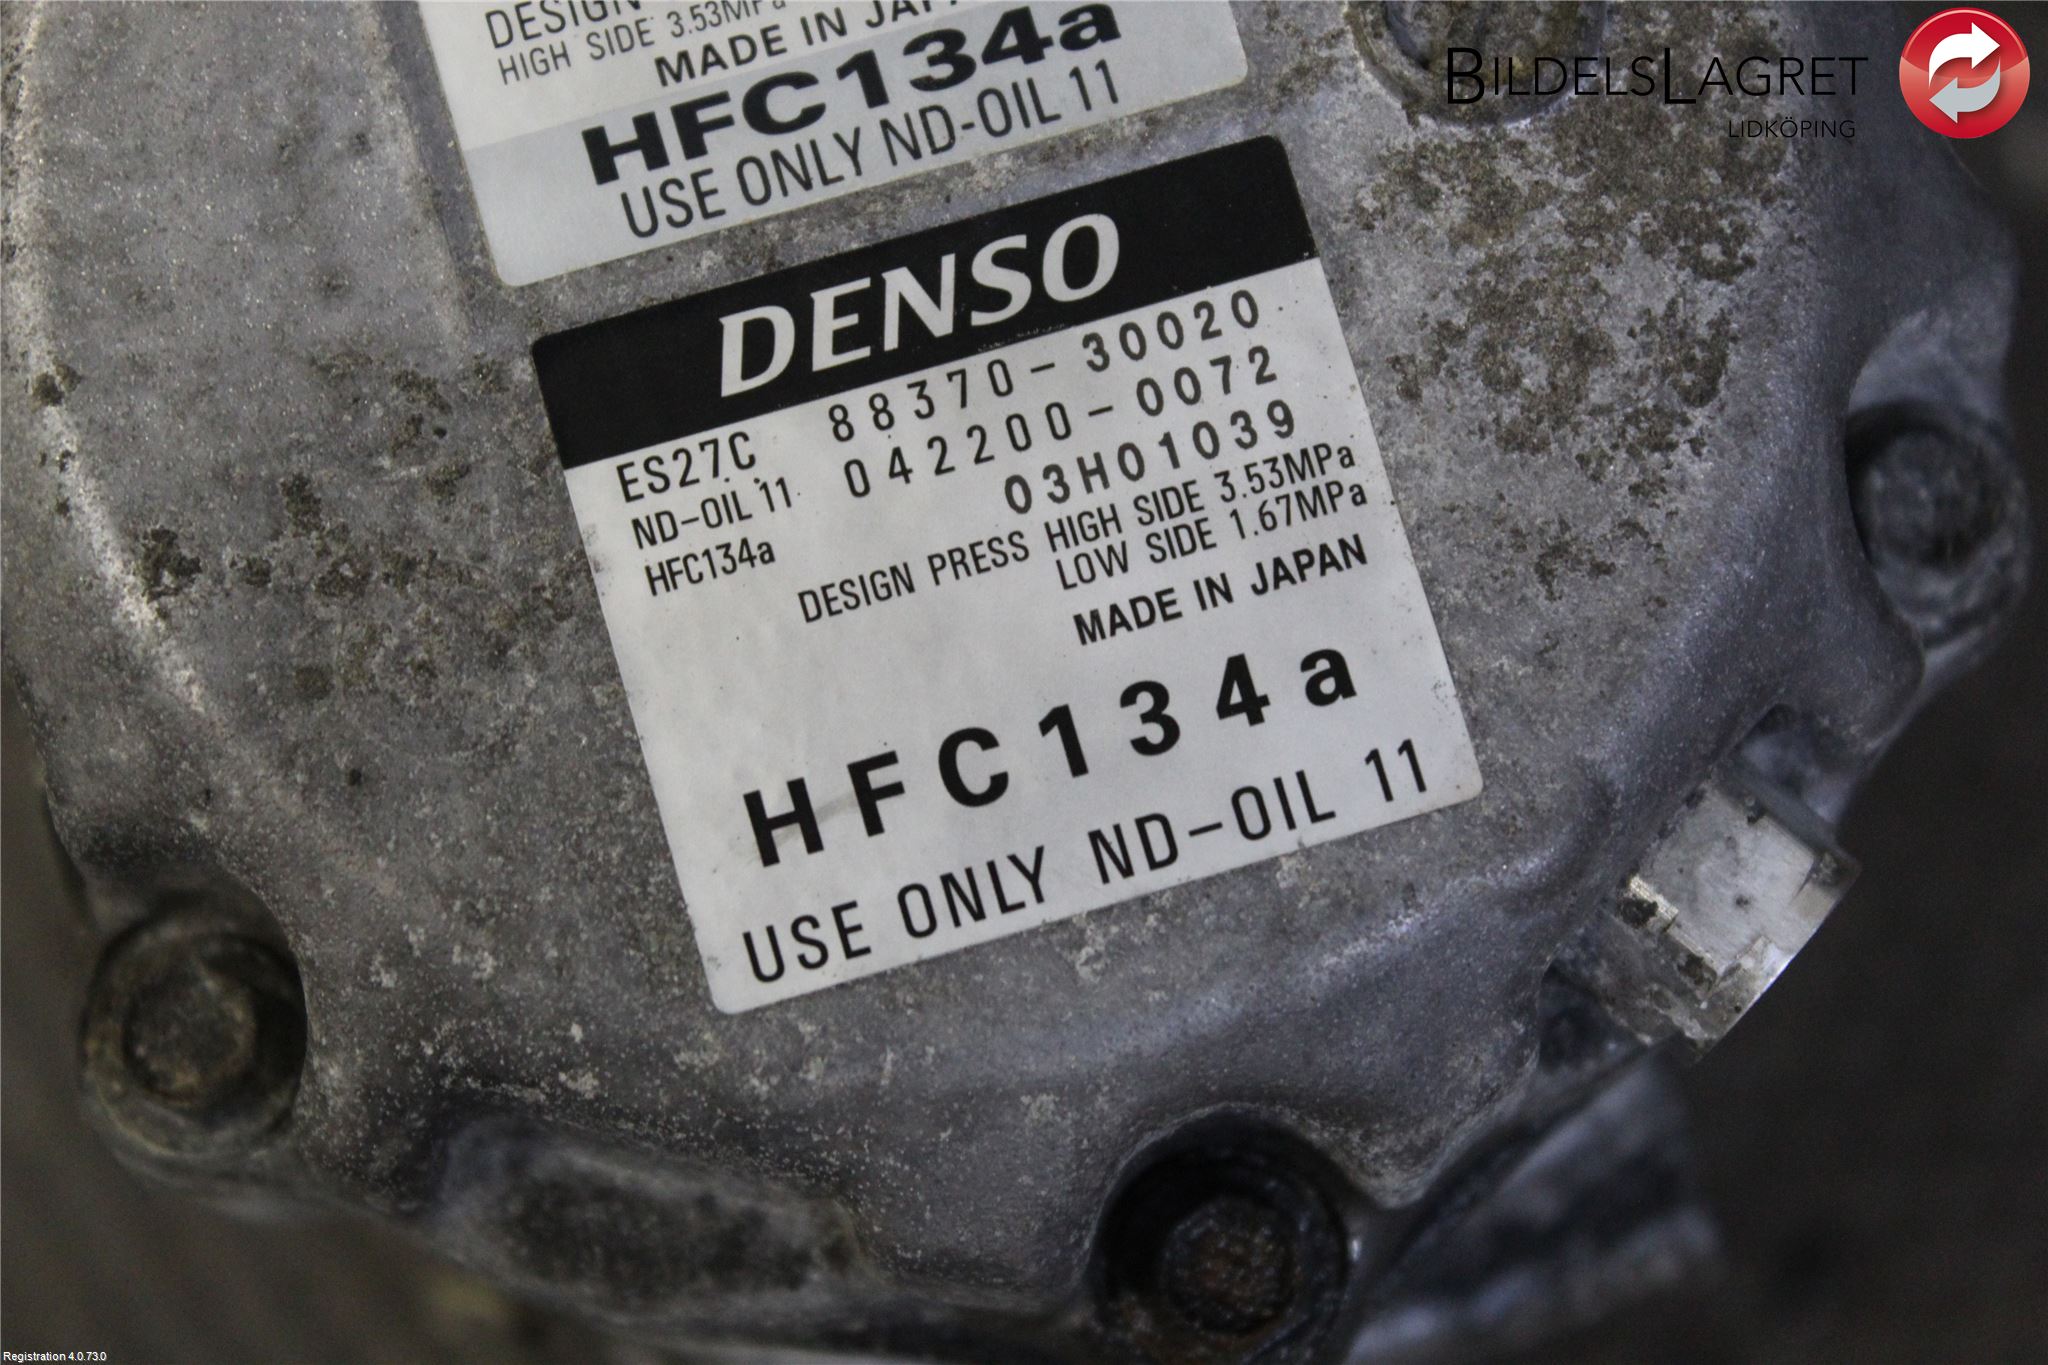 DESIGN
HIGH SIDE 3.53MPa
MADE IN JAPA
HFC134a
USE ONLY ND-OIL 11
BILDELSLAGRET
LIDKÖPING
DENSO
ES27C 88370-30020
ND-OIL 11 042200-0072
HFC134a 03H01039
DESIGN PRESS HIGH SIDE 3.53MPa
LOW SIDE 1.67MPa
MADE IN JAPAN
HFC134a
USE ONLY ND-OIL 11
Registration 4.0.73.0